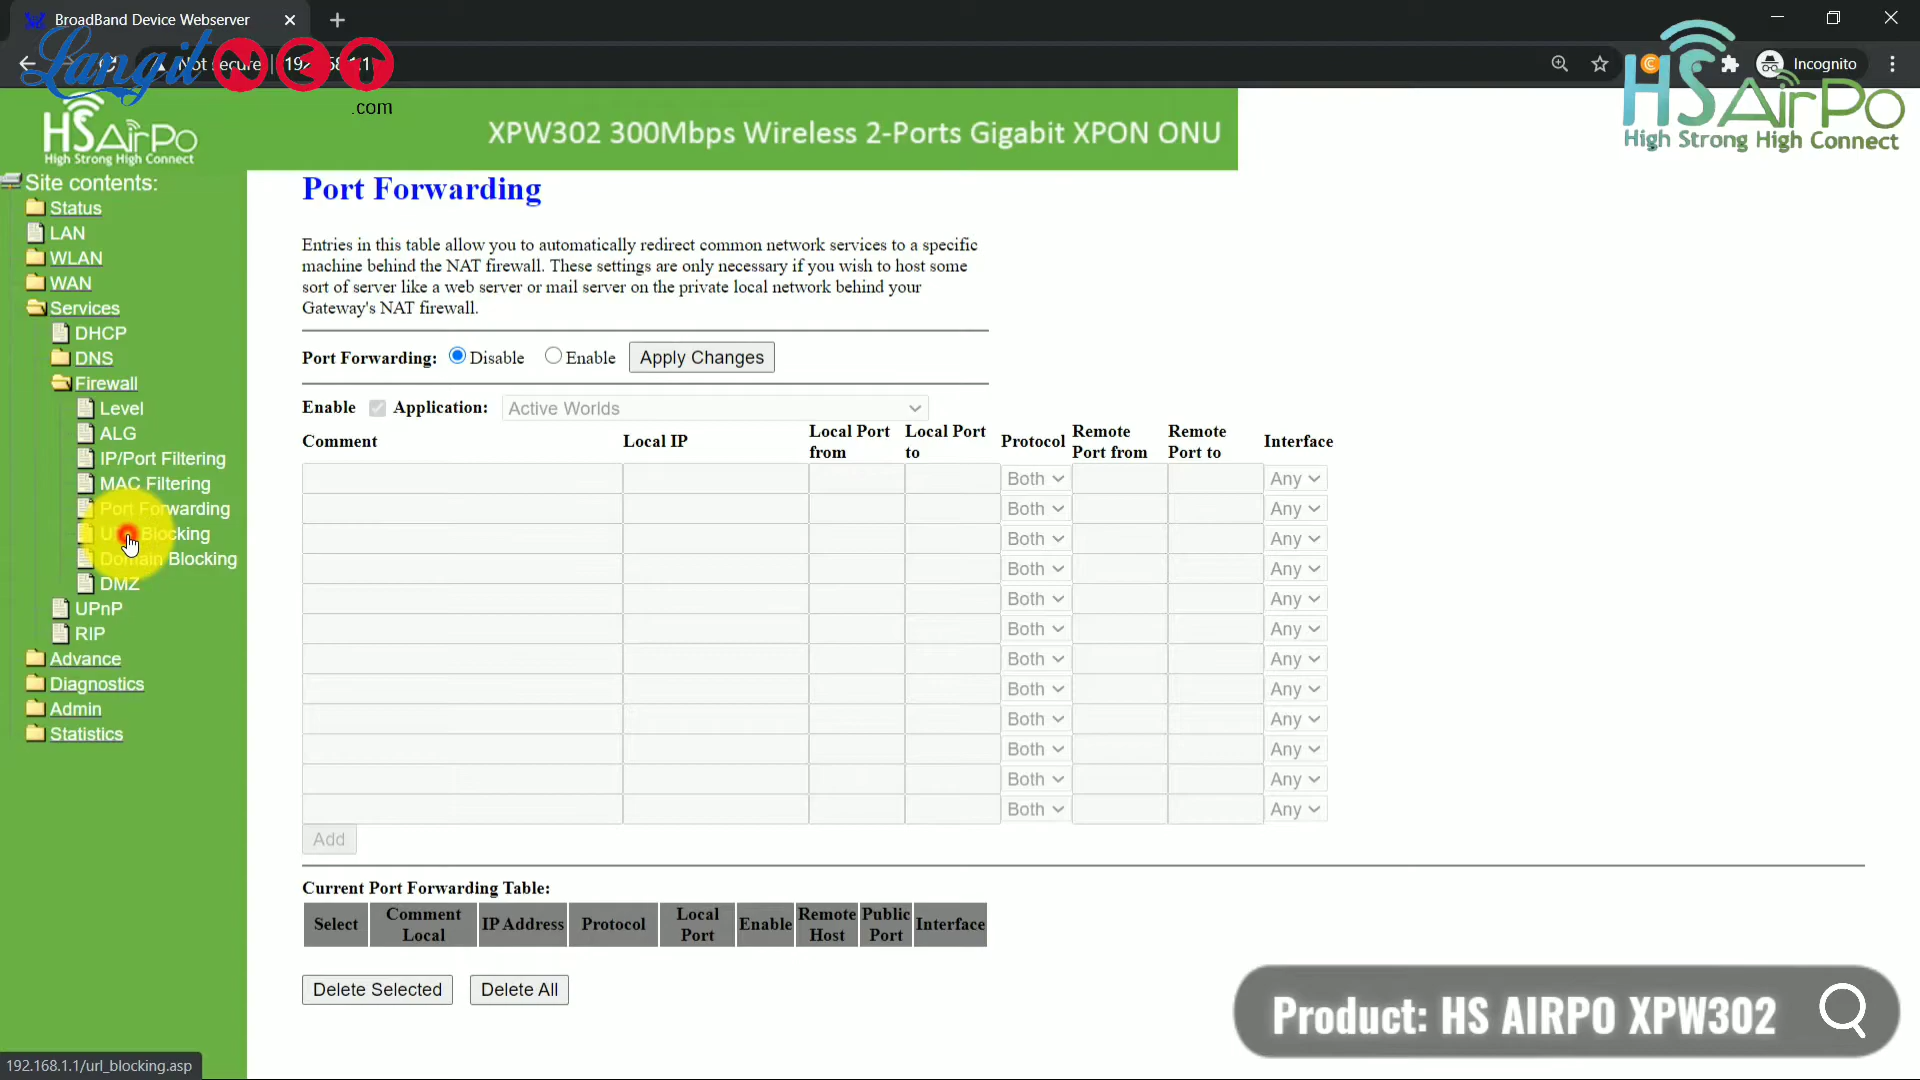 BroadBand Device Webserver
LangitNET
.com
Not secure
Incognito
HSAirPo
High Strong High Connect
HSAirPo
High Strong High Connect
XPW302 300Mbps Wireless 2-Ports Gigabit XPON ONU
Site contents:
Status
LAN
WLAN
WAN
Services
DHCP
DNS
Firewall
Level
ALG
IP/Port Filtering
MAC Filtering
Port Forwarding
Blocking
Domain Blocking
DMZ
UPnP
RIP
Advance
Diagnostics
Admin
Statistics
Port Forwarding
Entries in this table allow you to automatically redirect common network services to a specific
machine behind the NAT firewall. These settings are only necessary if you wish to host some
sort of server like a web server or mail server on the private local network behind your
Gateway's NAT firewall.
Port Forwarding: Disable Enable Apply Changes
Enable Application: Active Worlds
Comment Local IP Local Port from Local Port to Protocol Remote Port from Remote Port to Interface
Both Any
Both Any
Both Any
Both Any
Both Any
Both Any
Both Any
Both Any
Both Any
Both Any
Both Any
Both Any
Add
Current Port Forwarding Table:
Select Comment Local IP Address Protocol Local Port Enable Remote Host Public Port Interface
Delete Selected Delete All
Product: HS AIRPO XPW302
192.168.1.1/url_blocking.asp